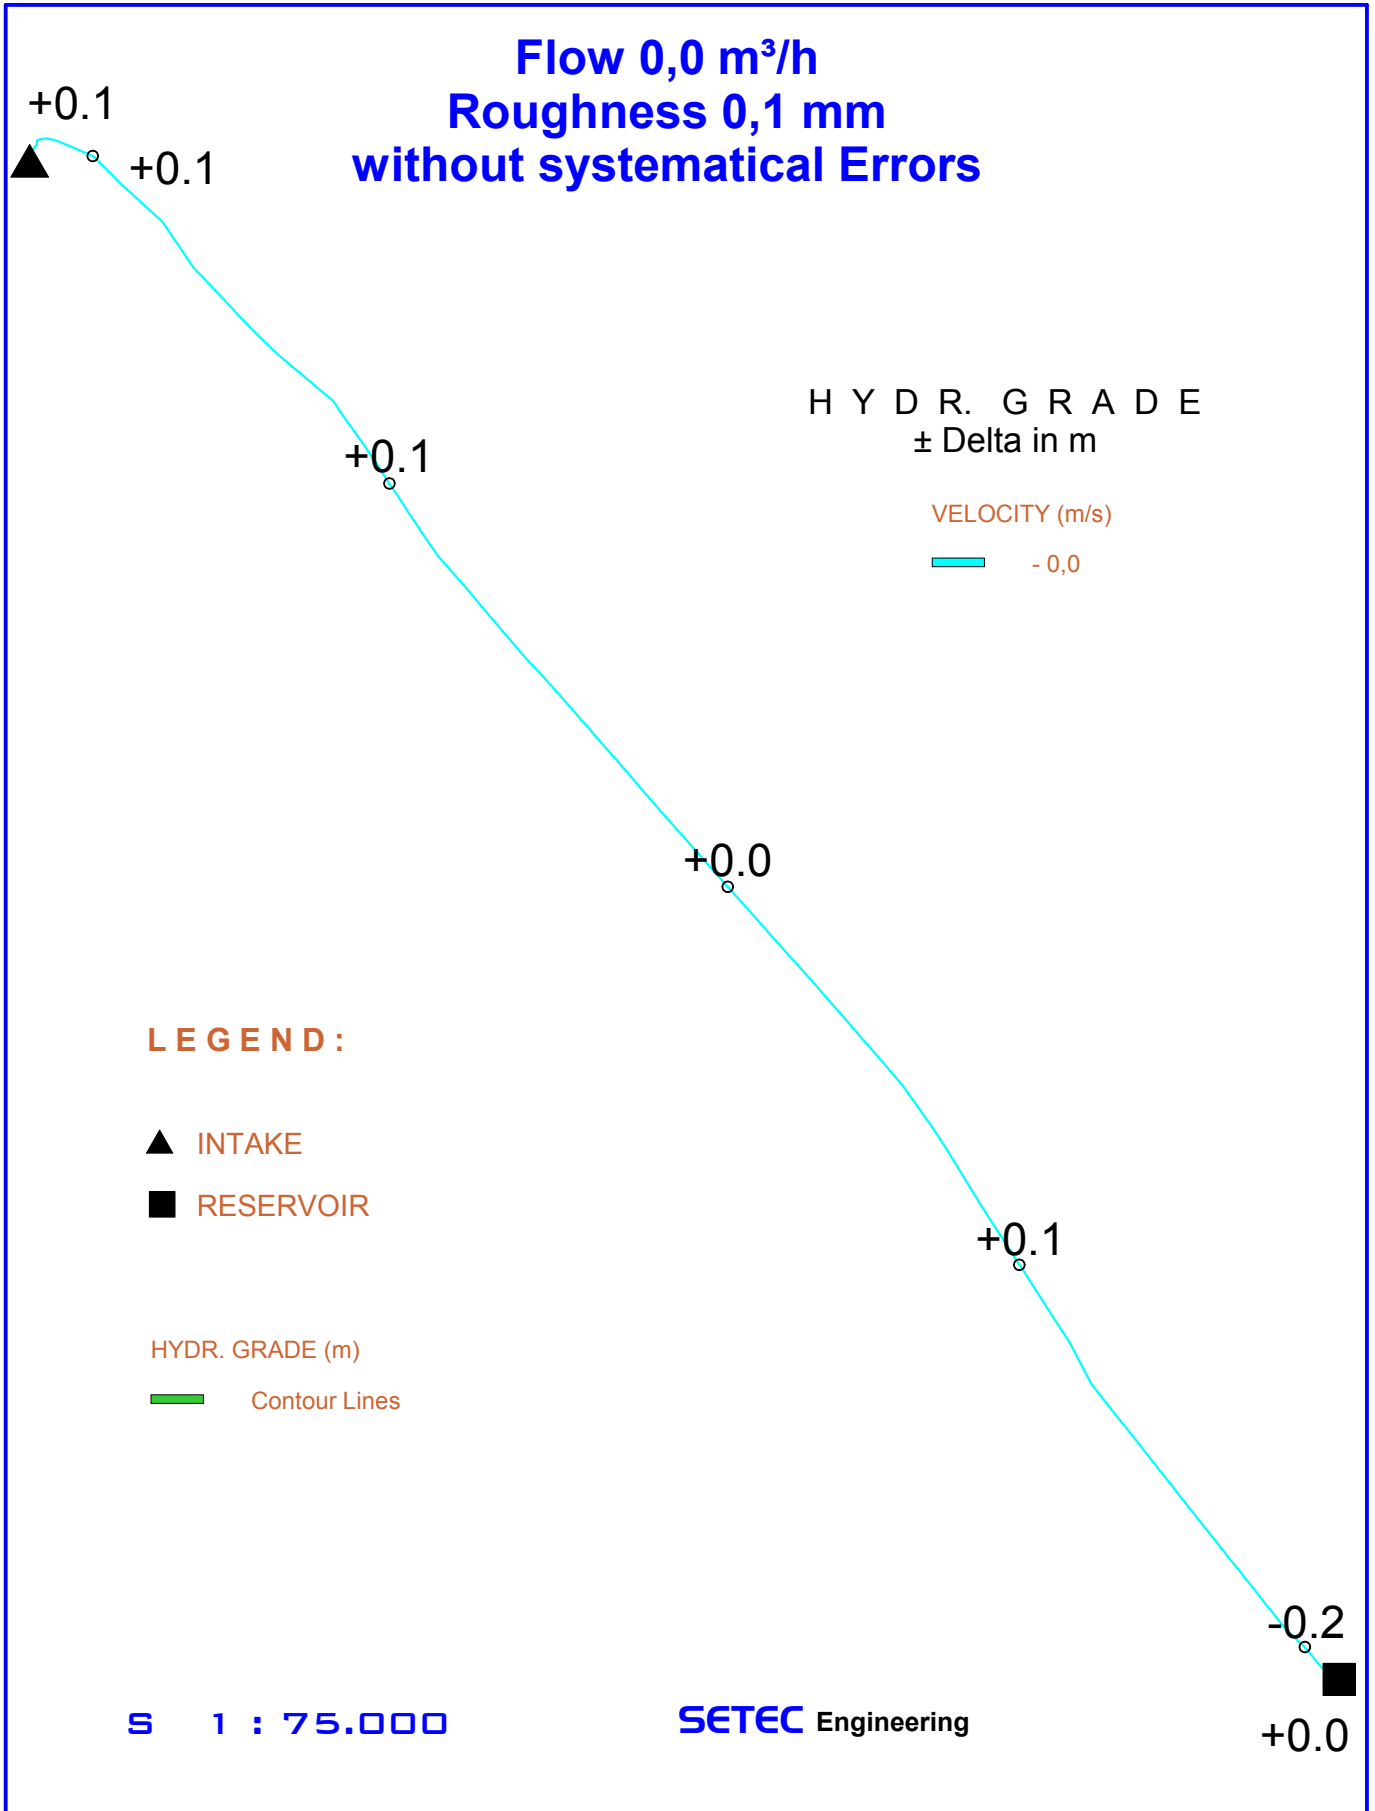 Flow 0,0 m³/h
Roughness 0,1 mm
without systematical Errors
+0.1
+0.1
H Y D R. G R A D E
± Delta in m
+0.1
VELOCITY (m/s)
- 0,0
+0.0
L E G E N D :
INTAKE
RESERVOIR
+0.1
HYDR. GRADE (m)
Contour Lines
-0.2
S 1 : 75.000
SETEC Engineering
+0.0